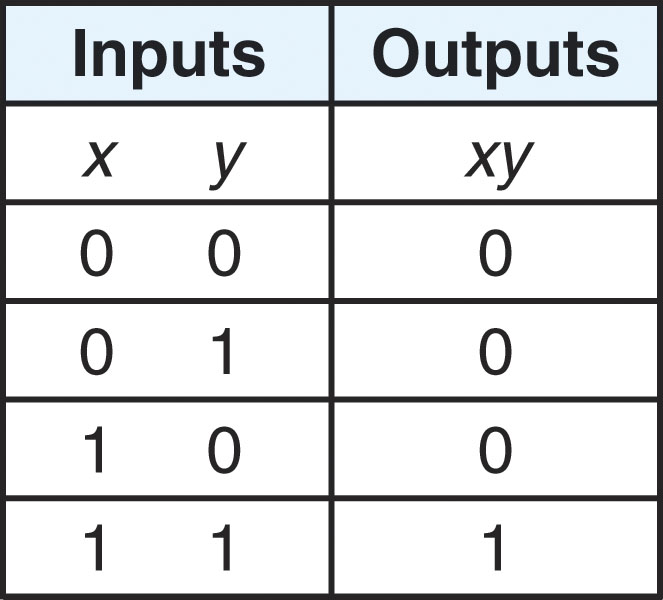 Inputs Outputs
x y xy
0 0 0
0 1 0
1 0 0
1 1 1